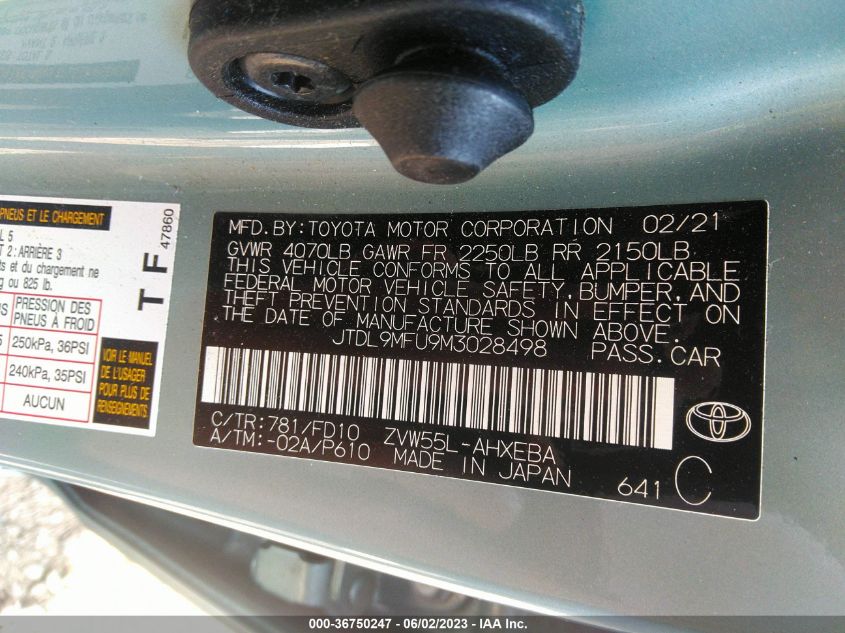 PNEUS ET LE CHARGEMENT
L 5
T 2: ARRIÈRE 3
ts et du chargement ne
g ou 825 lb.
PRESSION DES
PNEUS À FROID
250kPa, 36PSI
240kPa, 35PSI
AUCUN
VOIR LE MANUEL
DE L'USAGER
POUR PLUS DE
RENSEIGNEMENTS
T F
47860
MFD.BY:TOYOTA MOTOR CORPORATION 02/21
GVWR 4070LB GAWR FR 2250LB RR 2150LB
THIS VEHICLE CONFORMS TO ALL APPLICABLE
FEDERAL MOTOR VEHICLE SAFETY,BUMPER,AND
THEFT PREVENTION STANDARDS IN EFFECT ON
THE DATE OF MANUFACTURE SHOWN ABOVE.
JTDL9MFU9M3028498 PASS.CAR
C/TR:781/FD10 ZVW55L-AHXEBA
A/TM:-02A/P610 MADE IN JAPAN
641 C
000-36750247 - 06/02/2023 - IAA Inc.